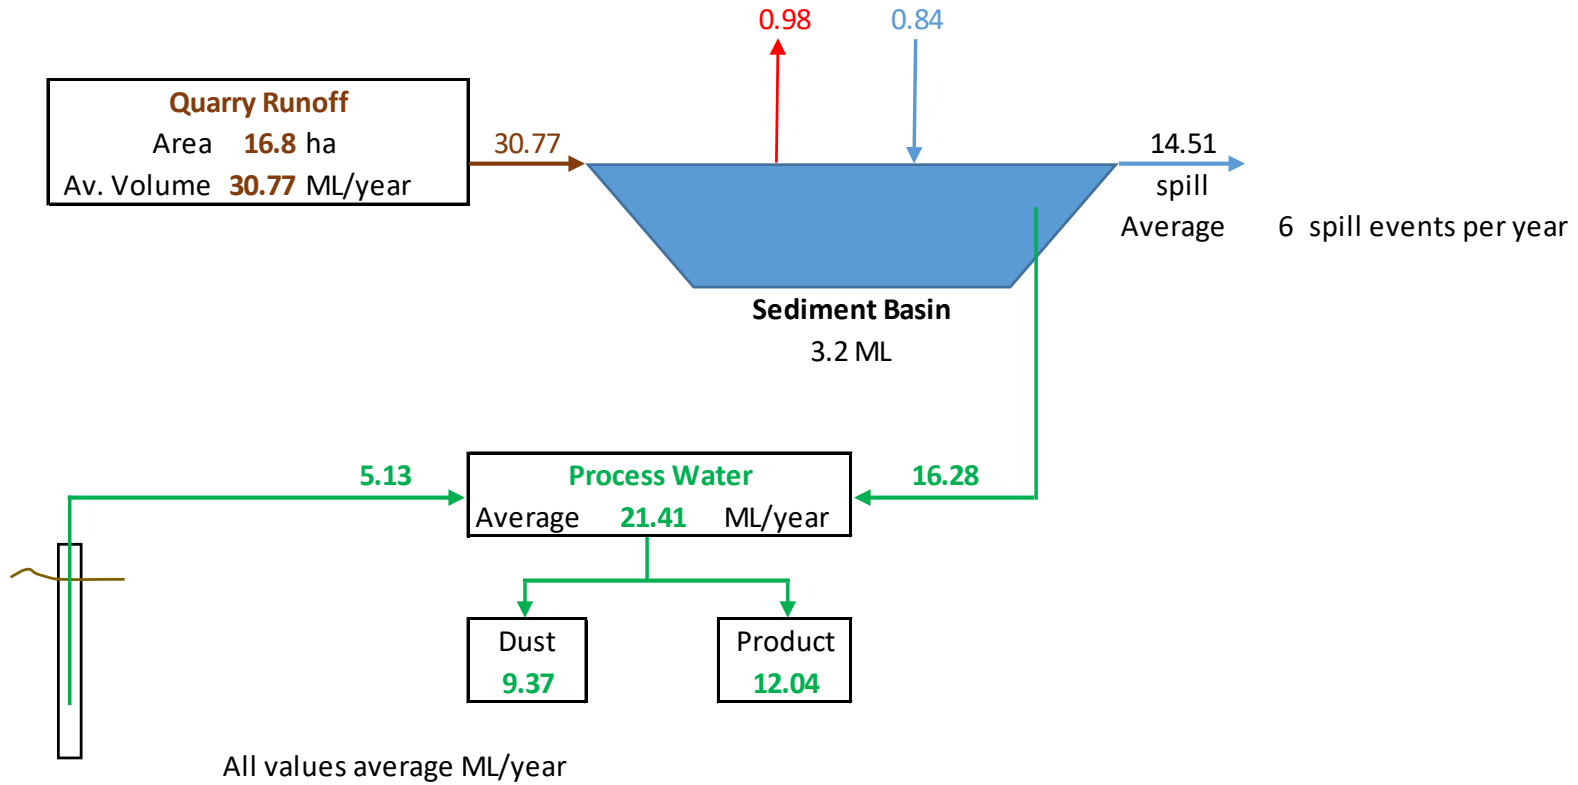 0.98 0.84
Quarry Runoff
Area 16.8 ha
Av. Volume 30.77 ML/year
30.77
14.51
spill
Average 6 spill events per year
Sediment Basin
3.2 ML
5.13
Process Water
Average 21.41 ML/year
16.28
Dust
9.37
Product
12.04
All values average ML/year